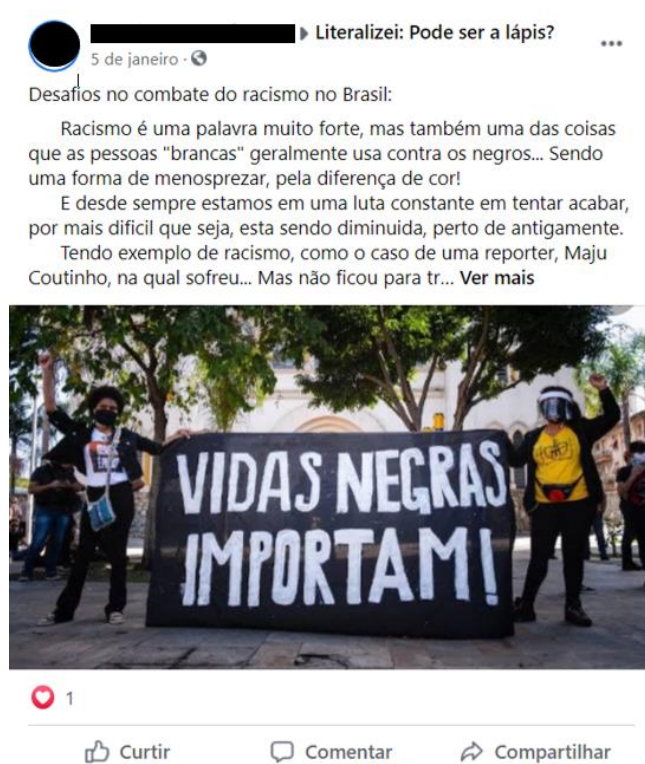 Literalizei: Pode ser a lápis?
5 de janeiro
Desafios no combate do racismo no Brasil:
Racismo é uma palavra muito forte, mas também uma das coisas
que as pessoas "brancas" geralmente usa contra os negros... Sendo
uma forma de menosprezar, pela diferença de cor!
E desde sempre estamos em uma luta constante em tentar acabar,
por mais dificil que seja, esta sendo diminuida, perto de antigamente.
Tendo exemplo de racismo, como o caso de uma reporter, Maju
Coutinho, na qual sofreu... Mas não ficou para tr... Ver mais
VIDAS NEGRAS
IMPORTAM!
1
Curtir Comentar Compartilhar